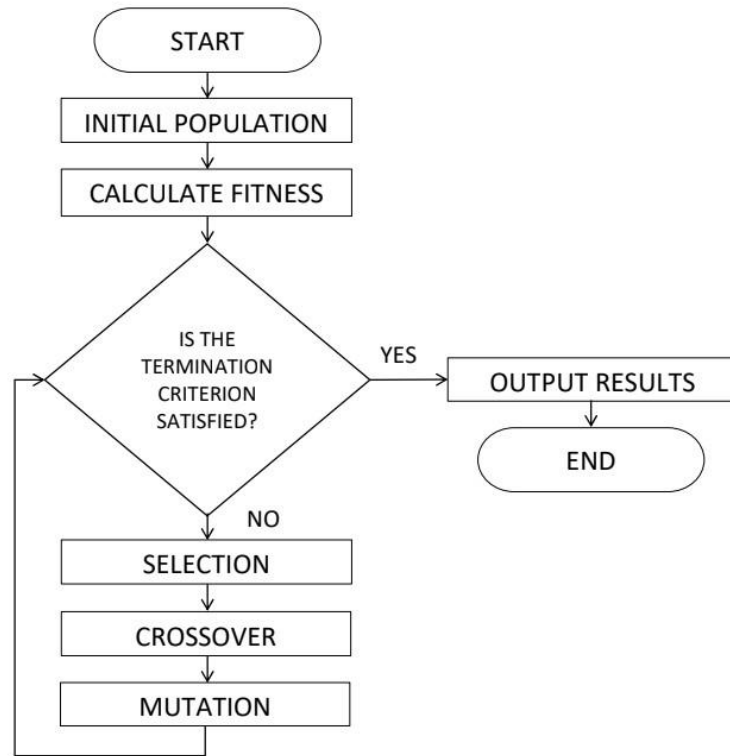 START
INITIAL POPULATION
CALCULATE FITNESS
IS THE
TERMINATION
CRITERION
SATISFIED?
YES
OUTPUT RESULTS
END
NO
SELECTION
CROSSOVER
MUTATION